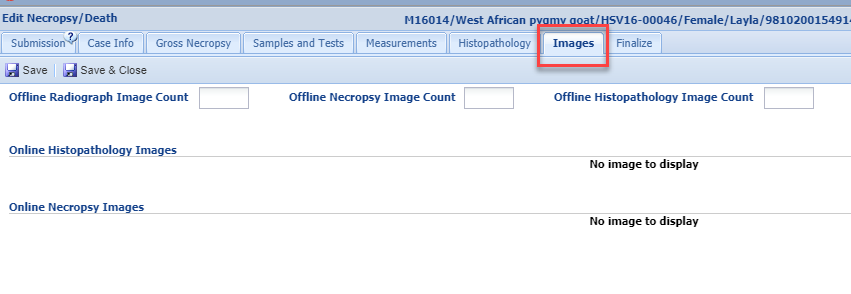 Edit Necropsy/Death
M16014/West African pygmy goat/HSV16-00046/Female/Layla/9810200154914
Submission ? Case Info Gross Necropsy Samples and Tests Measurements Histopathology Images Finalize
Save Save & Close
Offline Radiograph Image Count Offline Necropsy Image Count Offline Histopathology Image Count
Online Histopathology Images
No image to display
Online Necropsy Images
No image to display